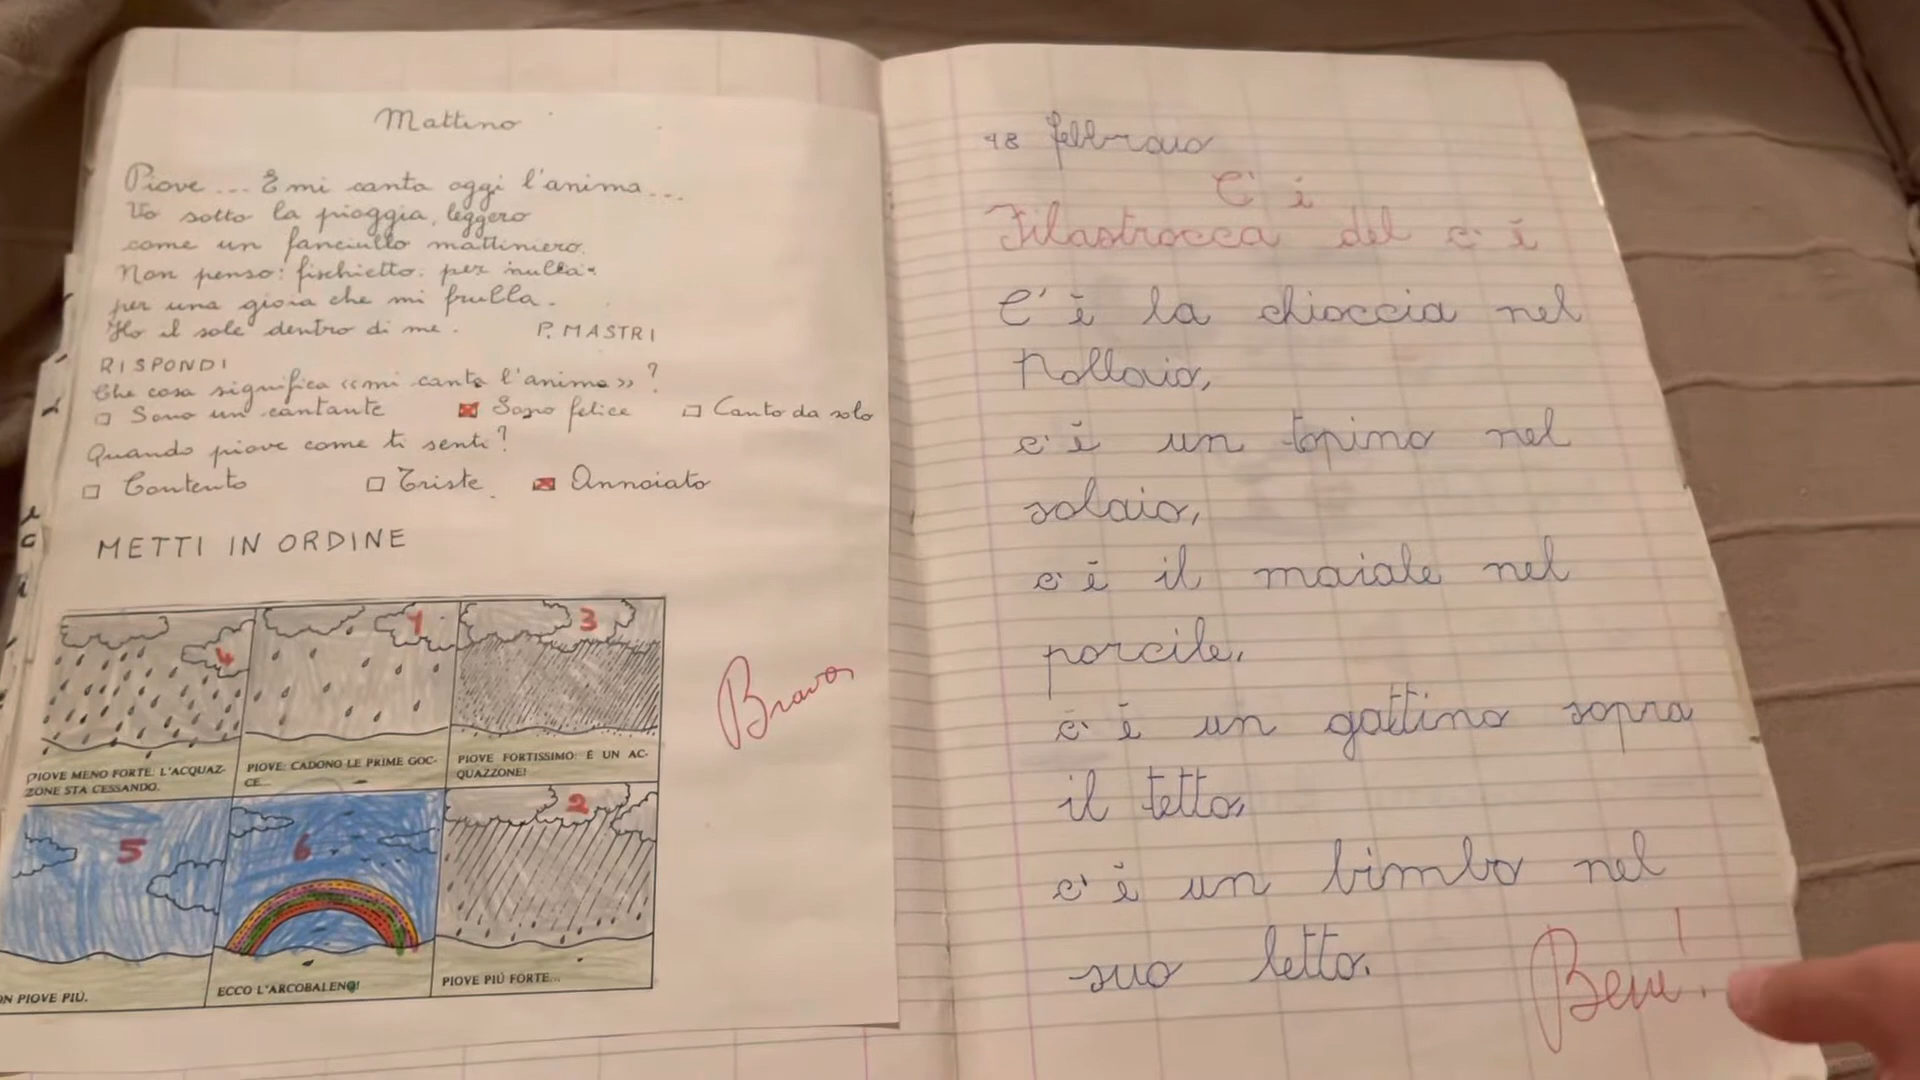 Mattino
Piove... E mi canta oggi l'anima...
Vo sotto la pioggia, leggero
come un fanciullo mattiniero.
Non penso: fischietto: per nulla.
per una gioia che mi frulla.
Ho il sole dentro di me. P. MASTRI
RISPONDI
Che cosa significa «mi canta l'anima»?
Sono un cantante Sono felice Canto da solo
Quando piove come ti senti?
Contento Triste Annoiato
METTI IN ORDINE
4 1 3
PIOVE MENO FORTE: L'ACQUAZ-
ZONE STA CESSANDO.
PIOVE: CADONO LE PRIME GOC-
CE...
PIOVE FORTISSIMO: È UN AC-
QUAZZONE!
5 6 2
ON PIOVE PIÙ.
ECCO L'ARCOBALENO!
PIOVE PIÙ FORTE...
Brava
18 febbraio
C'è
Filastrocca del c'è
C'è la chioccia nel
pollaio,
c'è un topino nel
solaio,
c'è il maiale nel
porcile,
c'è un gattino sopra
il tetto,
c'è un bimbo nel
suo letto.
Bene!